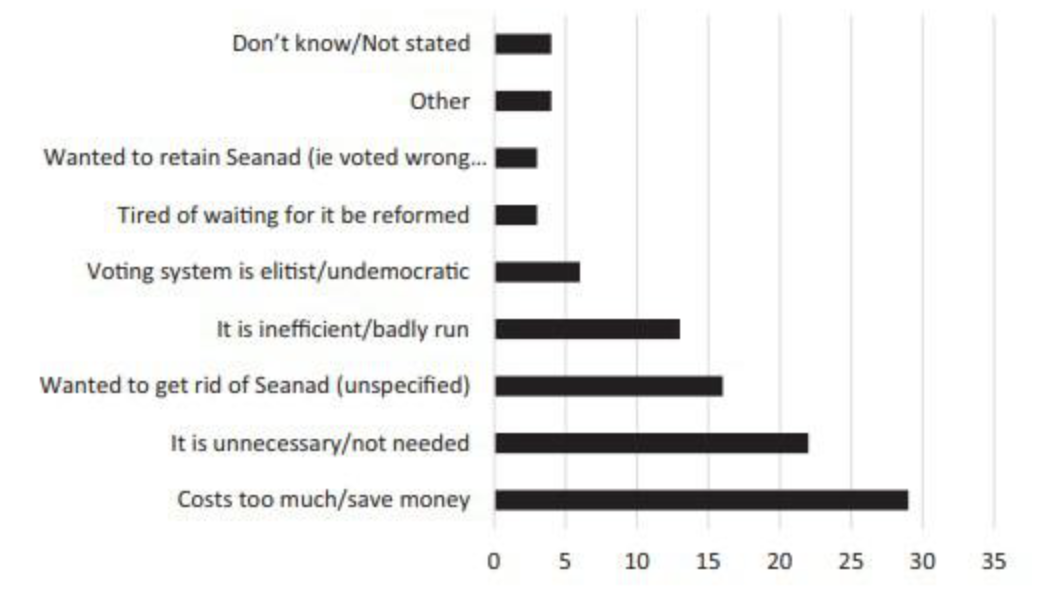 Don't know/Not stated
Other
Wanted to retain Seanad (ie voted wrong...
Tired of waiting for it be reformed
Voting system is elitist/undemocratic
It is inefficient/badly run
Wanted to get rid of Seanad (unspecified)
It is unnecessary/not needed
Costs too much/save money
0 5 10 15 20 25 30 35